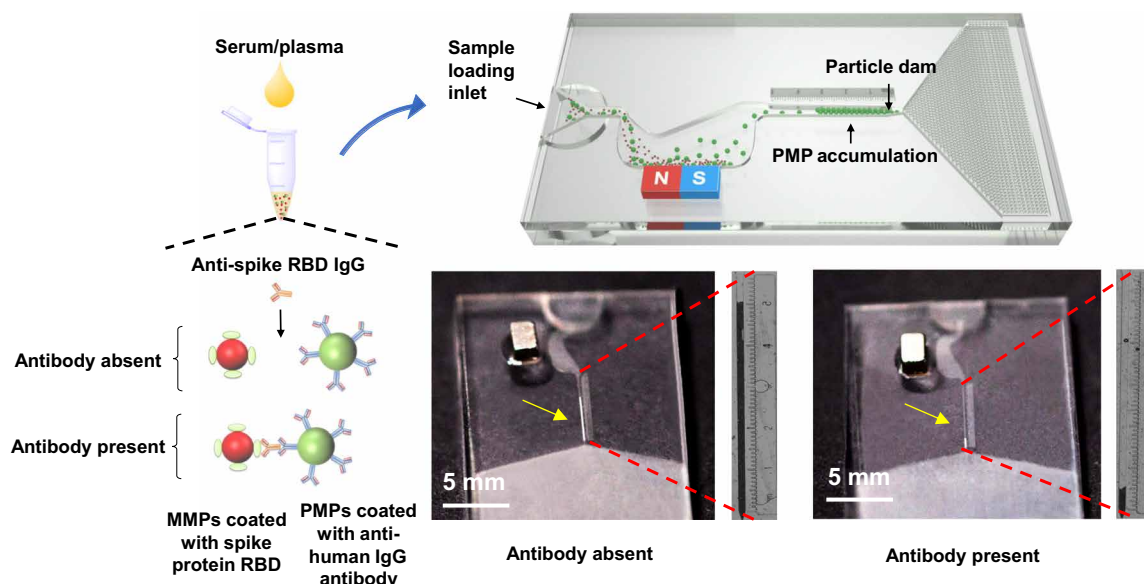 Serum/plasma
Sample
loading
inlet
Particle dam
PMP accumulation
N S
Anti-spike RBD IgG
Antibody absent
Antibody present
MMPs coated
with spike
protein RBD
PMPs coated
with anti-
human IgG
antibody
5 mm
Antibody absent
5 mm
Antibody present